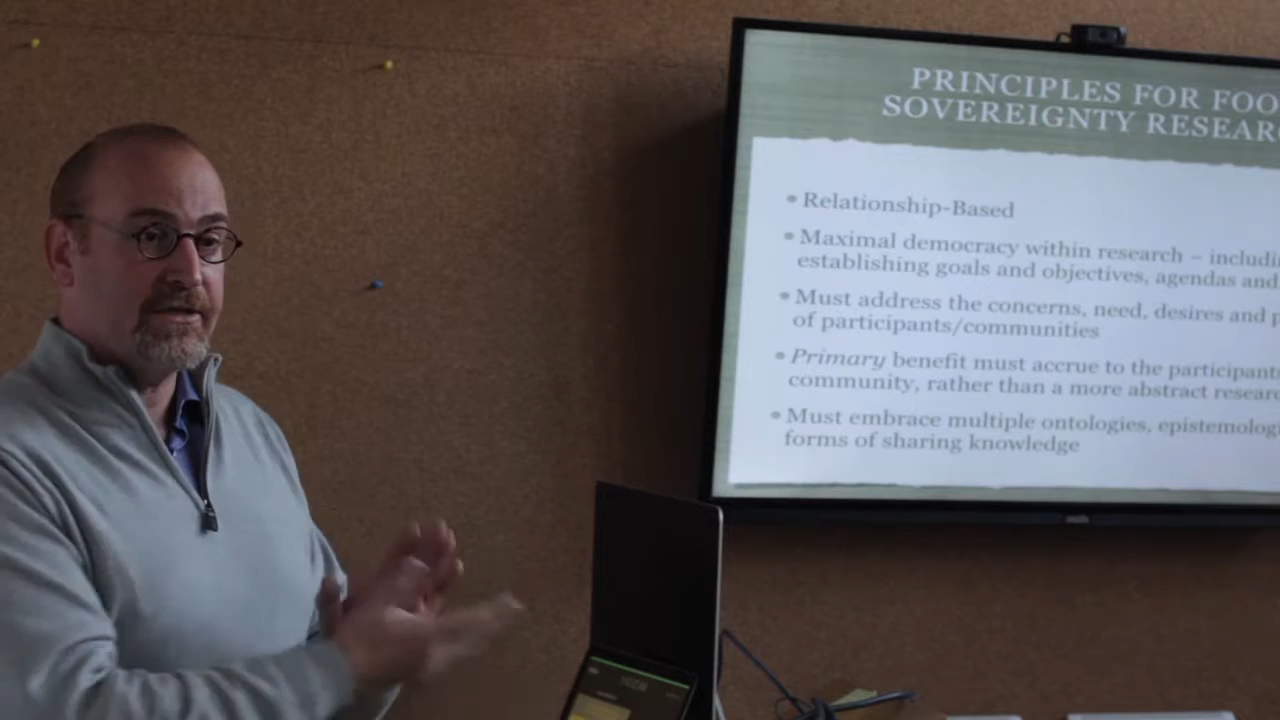 PRINCIPLES FOR FOO
SOVEREIGNTY RESEAR
• Relationship-Based
• Maximal democracy within research – includi
establishing goals and objectives, agendas and
• Must address the concerns, need, desires and p
of participants/communities
• Primary benefit must accrue to the participants
community, rather than a more abstract researc
• Must embrace multiple ontologies, epistemologi
forms of sharing knowledge